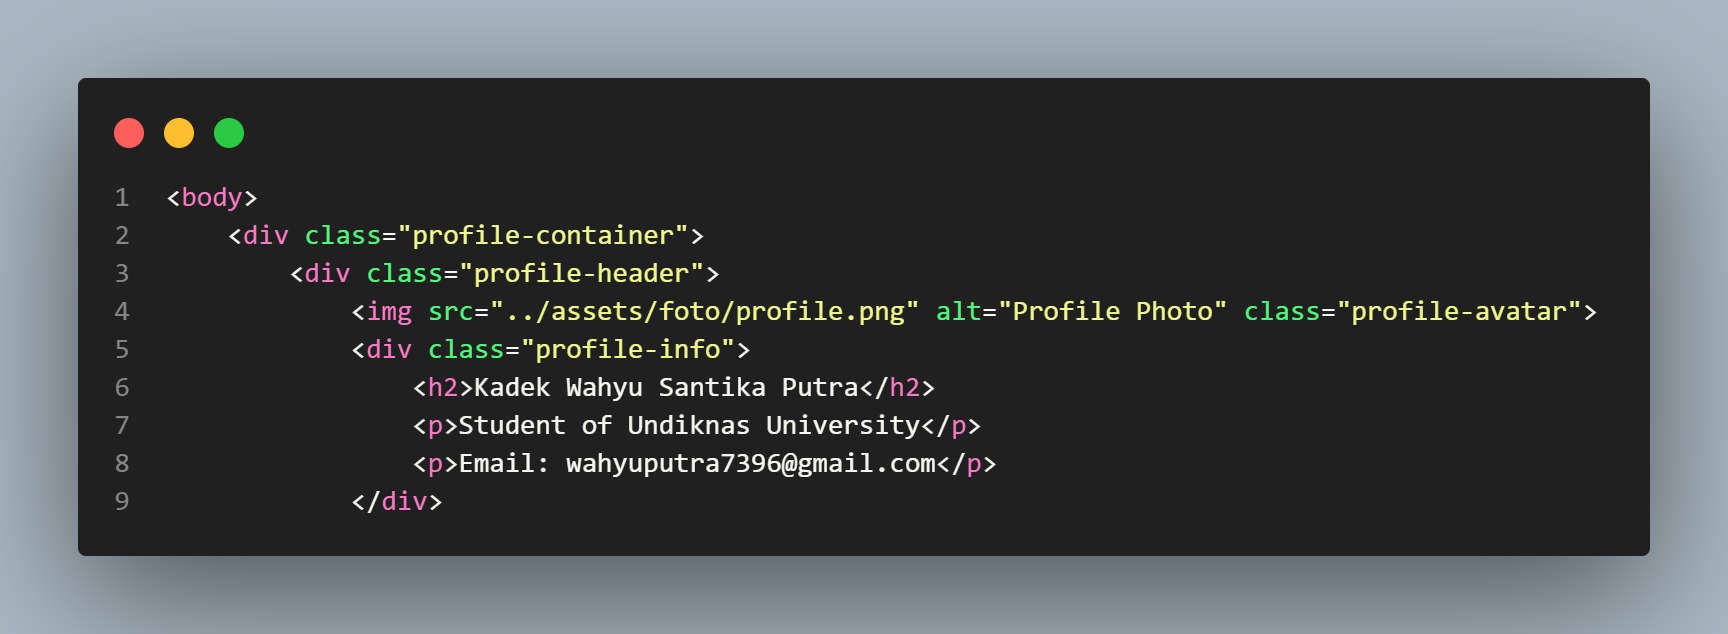 1 <body>
2     <div class="profile-container">
3         <div class="profile-header">
4             <img src="../assets/foto/profile.png" alt="Profile Photo" class="profile-avatar">
5             <div class="profile-info">
6                 <h2>Kadek Wahyu Santika Putra</h2>
7                 <p>Student of Undiknas University</p>
8                 <p>Email: wahyuputra7396@gmail.com</p>
9             </div>